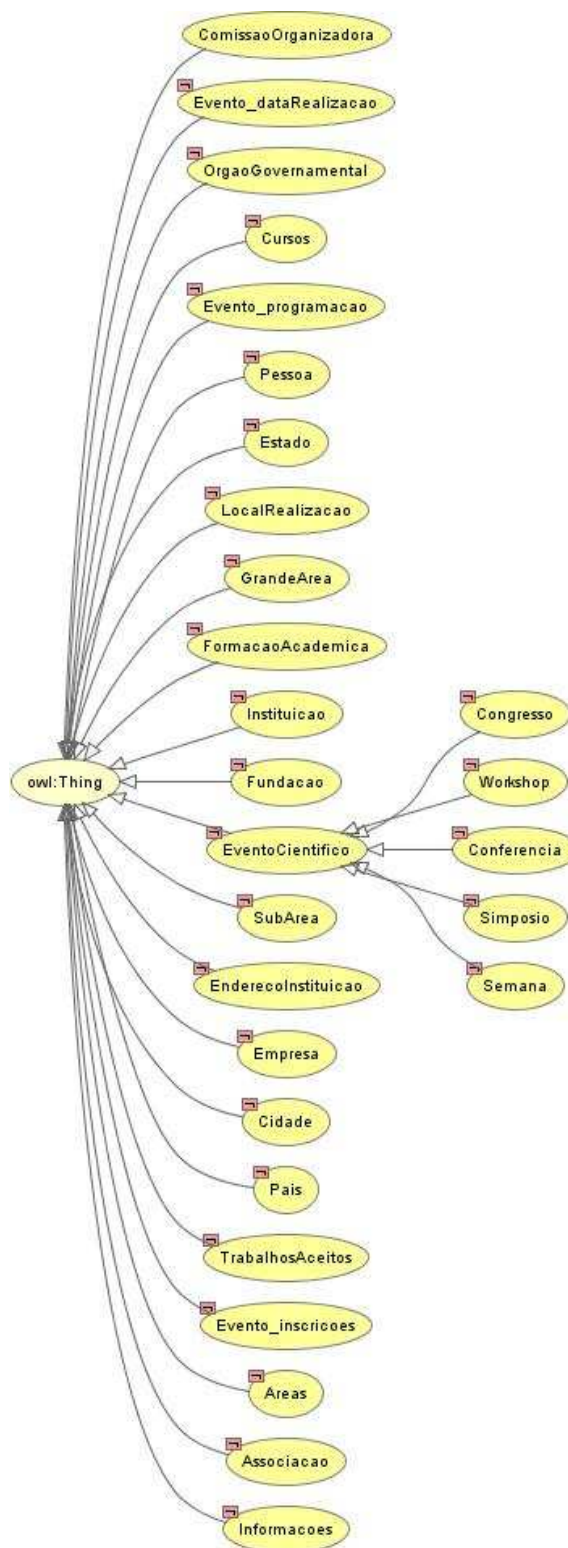 ComissaoOrganizadora
Evento_dataRealizacao
OrgaoGovernamental
Cursos
Evento_programacao
Pessoa
Estado
LocalRealizacao
GrandeArea
FormacaoAcademica
Instituicao
Congresso
owl:Thing
Fundacao
Workshop
EventoCientifico
Conferencia
SubArea
Simposio
EnderecoInstituicao
Semana
Empresa
Cidade
Pais
TrabalhosAceitos
Evento_inscricoes
Areas
Associacao
Informacoes